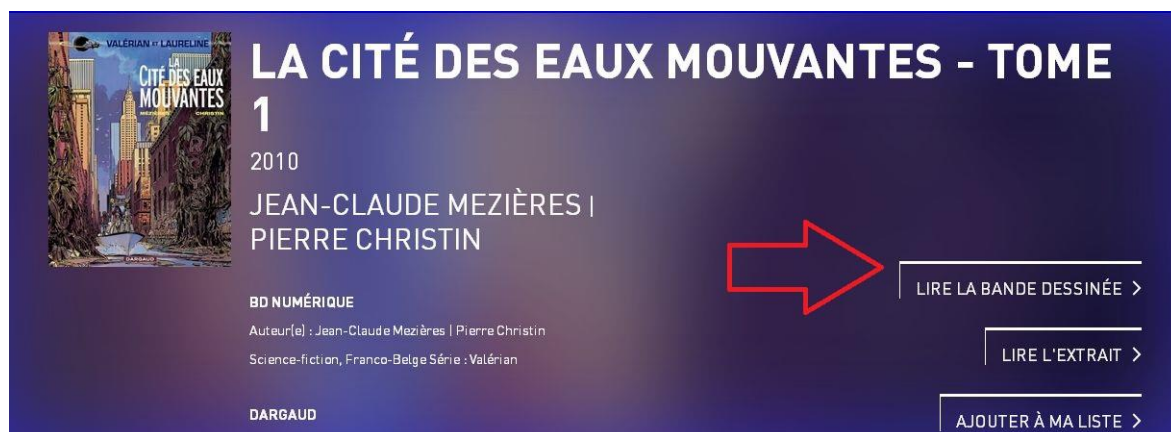 VALÉRIAN ET LAURELINE
LA
CITÉ DES EAUX
MOUVANTES
MÉZIÈRES CHRISTIN
DARGAUD
LA CITÉ DES EAUX MOUVANTES - TOME
1
2010
JEAN-CLAUDE MEZIÈRES |
PIERRE CHRISTIN
BD NUMÉRIQUE
Auteur(e) : Jean-Claude Mezières | Pierre Christin
Science-fiction, Franco-Belge Série : Valérian
DARGAUD
LIRE LA BANDE DESSINÉE >
LIRE L'EXTRAIT >
AJOUTER À MA LISTE >